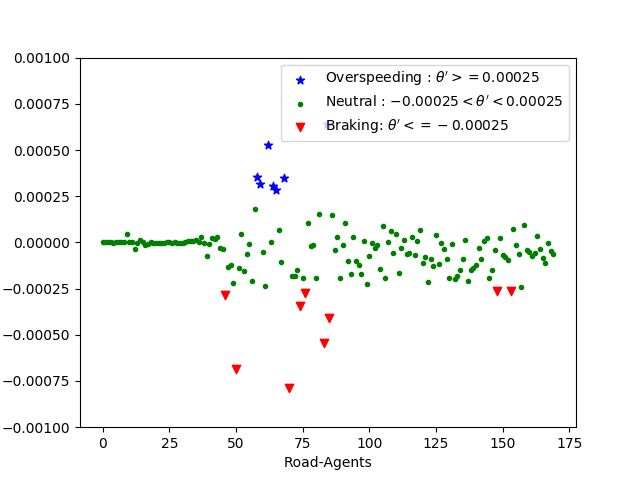 0.00100
0.00075
0.00050
0.00025
0.00000
−0.00025
−0.00050
−0.00075
−0.00100
Overspeeding : θ′ >= 0.00025
Neutral : −0.00025 < θ′ < 0.00025
Braking: θ′ <= −0.00025
0 25 50 75 100 125 150 175
Road-Agents